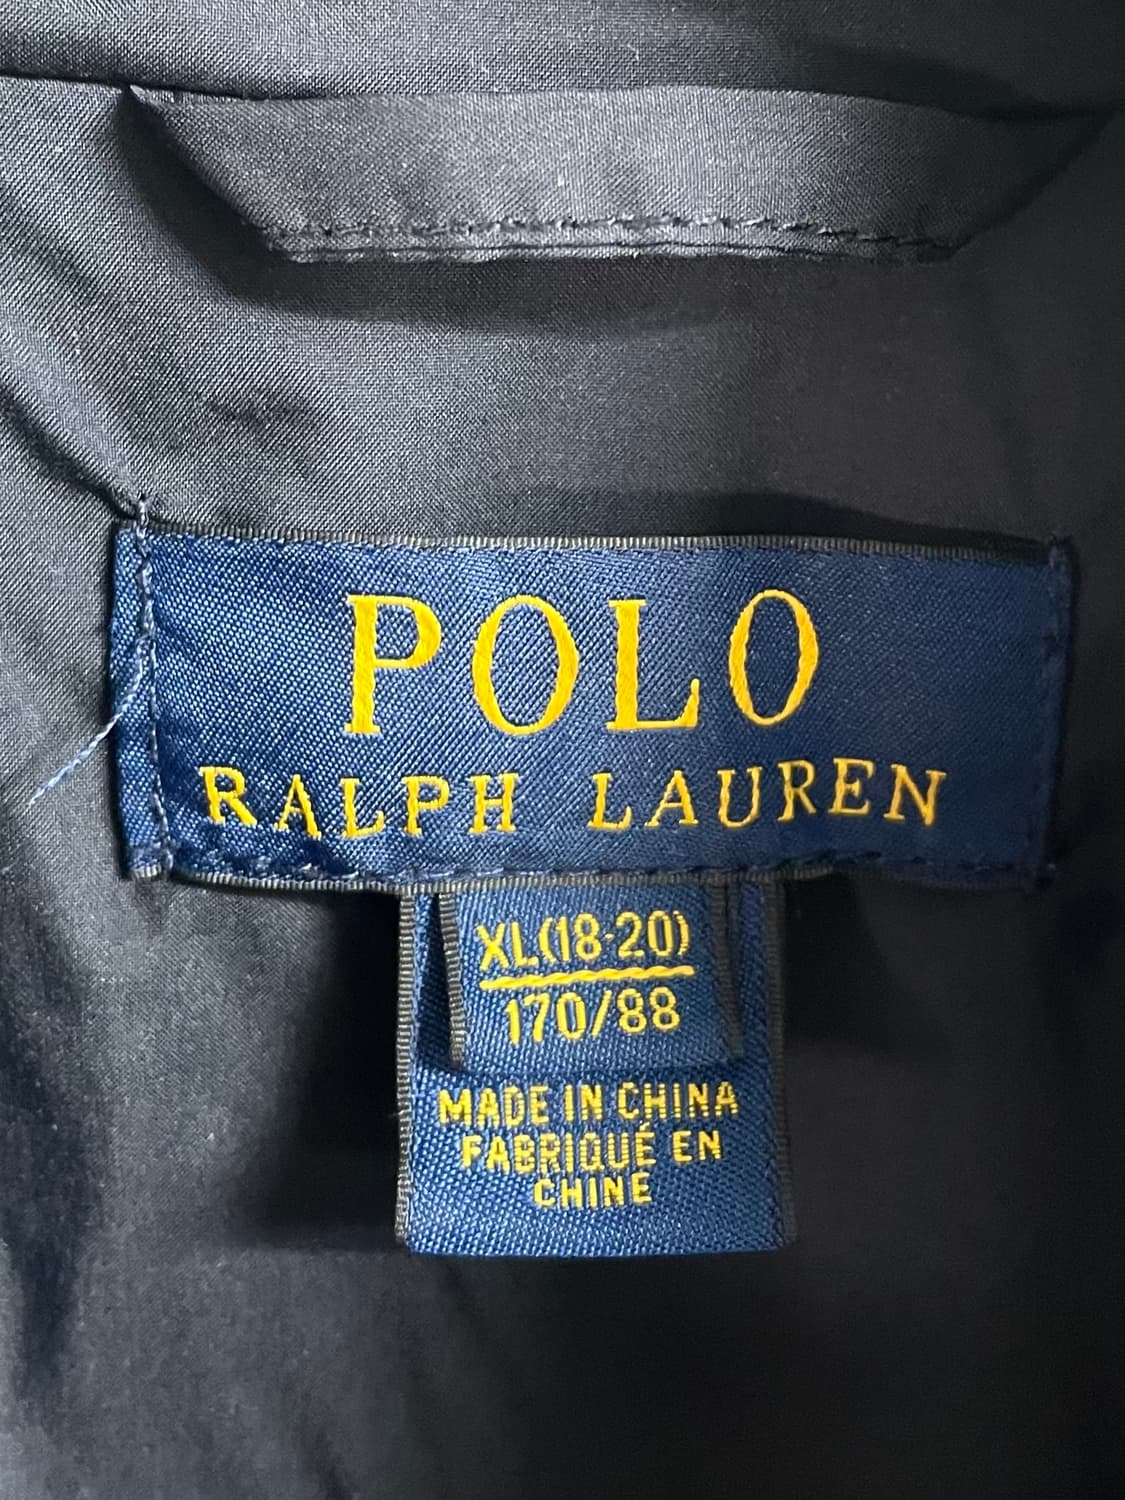 POLO
RALPH LAUREN
XL(18-20)
170/88
MADE IN CHINA
FABRIQUÉ EN
CHINE